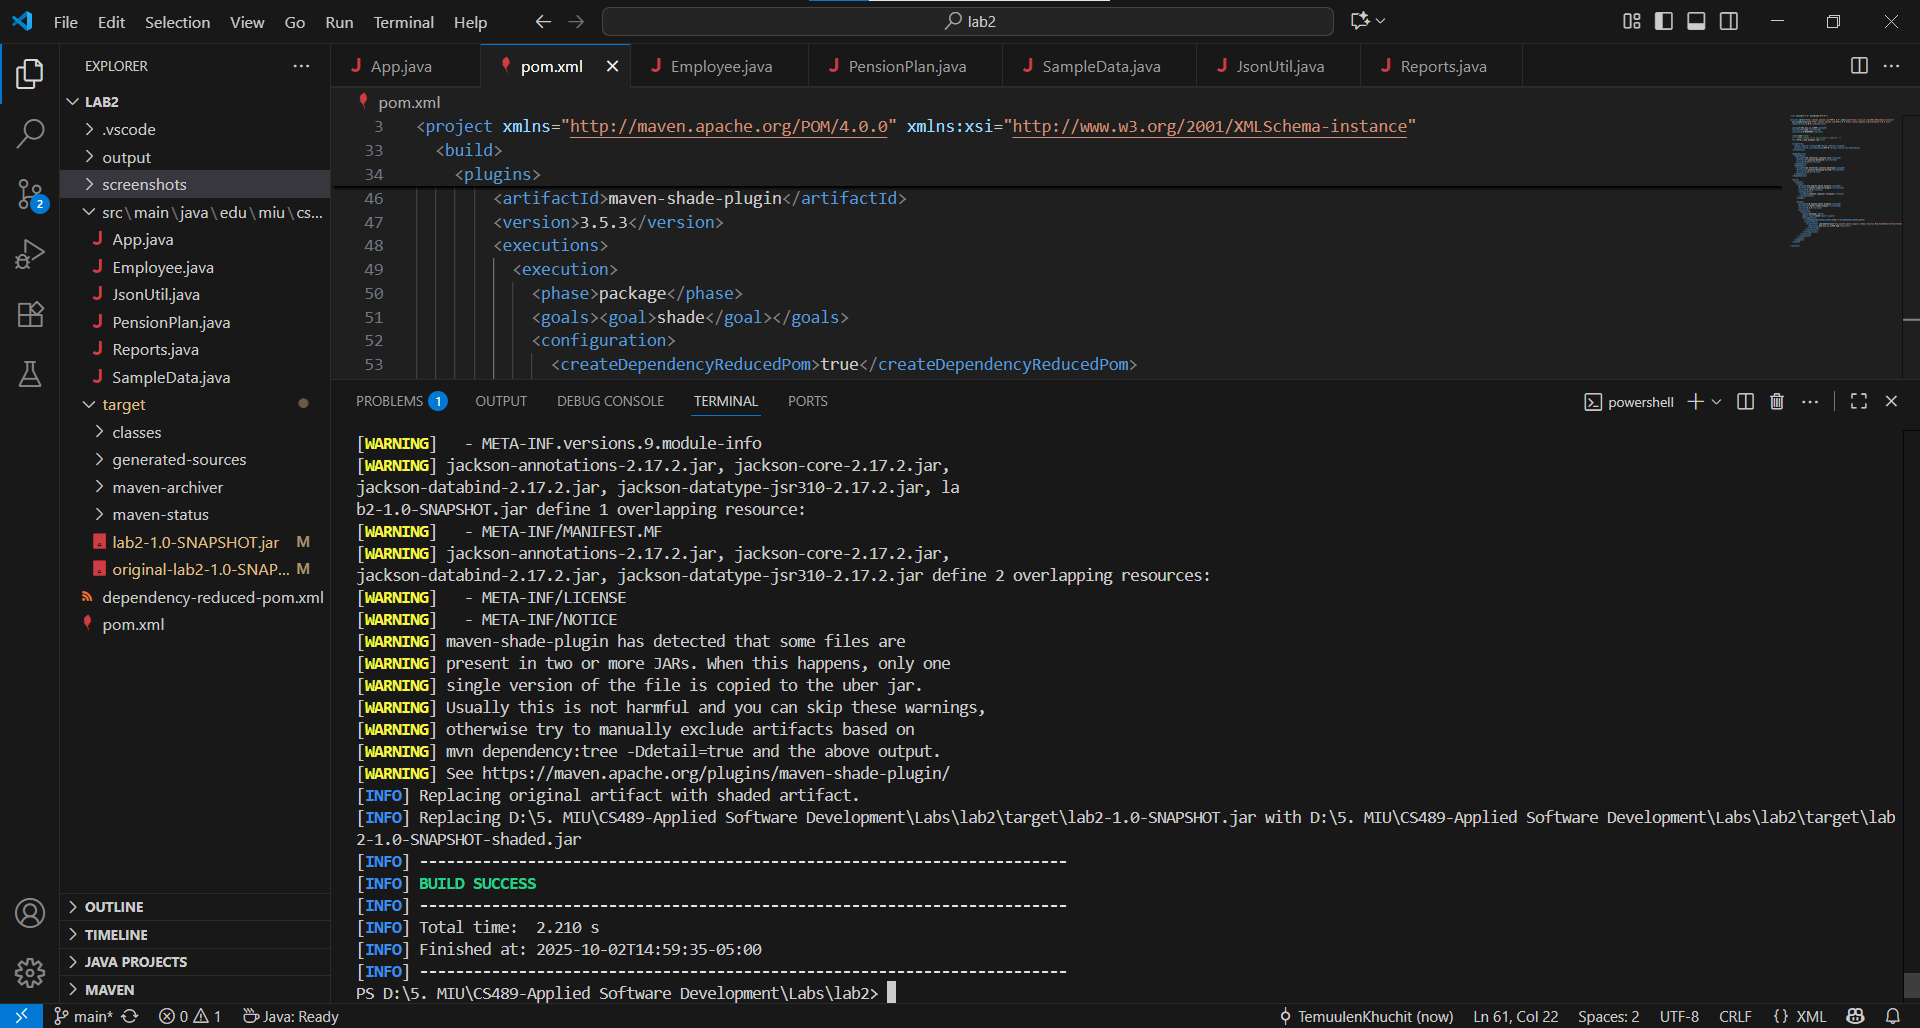 File Edit Selection View Go Run Terminal Help
lab2
EXPLORER
LAB2
.vscode
output
screenshots
src\main\java\edu\miu\cs...
App.java
Employee.java
JsonUtil.java
PensionPlan.java
Reports.java
SampleData.java
target
classes
generated-sources
maven-archiver
maven-status
lab2-1.0-SNAPSHOT.jar M
original-lab2-1.0-SNAP... M
dependency-reduced-pom.xml
pom.xml
OUTLINE
TIMELINE
JAVA PROJECTS
MAVEN
2
App.java pom.xml Employee.java PensionPlan.java SampleData.java JsonUtil.java Reports.java
pom.xml
3 <project xmlns="http://maven.apache.org/POM/4.0.0" xmlns:xsi="http://www.w3.org/2001/XMLSchema-instance"
33 <build>
34 <plugins>
46 <artifactId>maven-shade-plugin</artifactId>
47 <version>3.5.3</version>
48 <executions>
49 <execution>
50 <phase>package</phase>
51 <goals><goal>shade</goal></goals>
52 <configuration>
53 <createDependencyReducedPom>true</createDependencyReducedPom>
PROBLEMS 1 OUTPUT DEBUG CONSOLE TERMINAL PORTS powershell
[WARNING]   - META-INF.versions.9.module-info
[WARNING] jackson-annotations-2.17.2.jar, jackson-core-2.17.2.jar,
jackson-databind-2.17.2.jar, jackson-datatype-jsr310-2.17.2.jar, la
b2-1.0-SNAPSHOT.jar define 1 overlapping resource:
[WARNING]   - META-INF/MANIFEST.MF
[WARNING] jackson-annotations-2.17.2.jar, jackson-core-2.17.2.jar,
jackson-databind-2.17.2.jar, jackson-datatype-jsr310-2.17.2.jar define 2 overlapping resources:
[WARNING]   - META-INF/LICENSE
[WARNING]   - META-INF/NOTICE
[WARNING] maven-shade-plugin has detected that some files are
[WARNING] present in two or more JARs. When this happens, only one
[WARNING] single version of the file is copied to the uber jar.
[WARNING] Usually this is not harmful and you can skip these warnings,
[WARNING] otherwise try to manually exclude artifacts based on
[WARNING] mvn dependency:tree -Ddetail=true and the above output.
[WARNING] See https://maven.apache.org/plugins/maven-shade-plugin/
[INFO] Replacing original artifact with shaded artifact.
[INFO] Replacing D:\5. MIU\CS489-Applied Software Development\Labs\lab2\target\lab2-1.0-SNAPSHOT.jar with D:\5. MIU\CS489-Applied Software Development\Labs\lab2\target\lab
2-1.0-SNAPSHOT-shaded.jar
[INFO] ------------------------------------------------------------------------
[INFO] BUILD SUCCESS
[INFO] ------------------------------------------------------------------------
[INFO] Total time:  2.210 s
[INFO] Finished at: 2025-10-02T14:59:35-05:00
[INFO] ------------------------------------------------------------------------
PS D:\5. MIU\CS489-Applied Software Development\Labs\lab2>
main* 0 1 Java: Ready TemuulenKhuchit (now) Ln 61, Col 22 Spaces: 2 UTF-8 CRLF {} XML